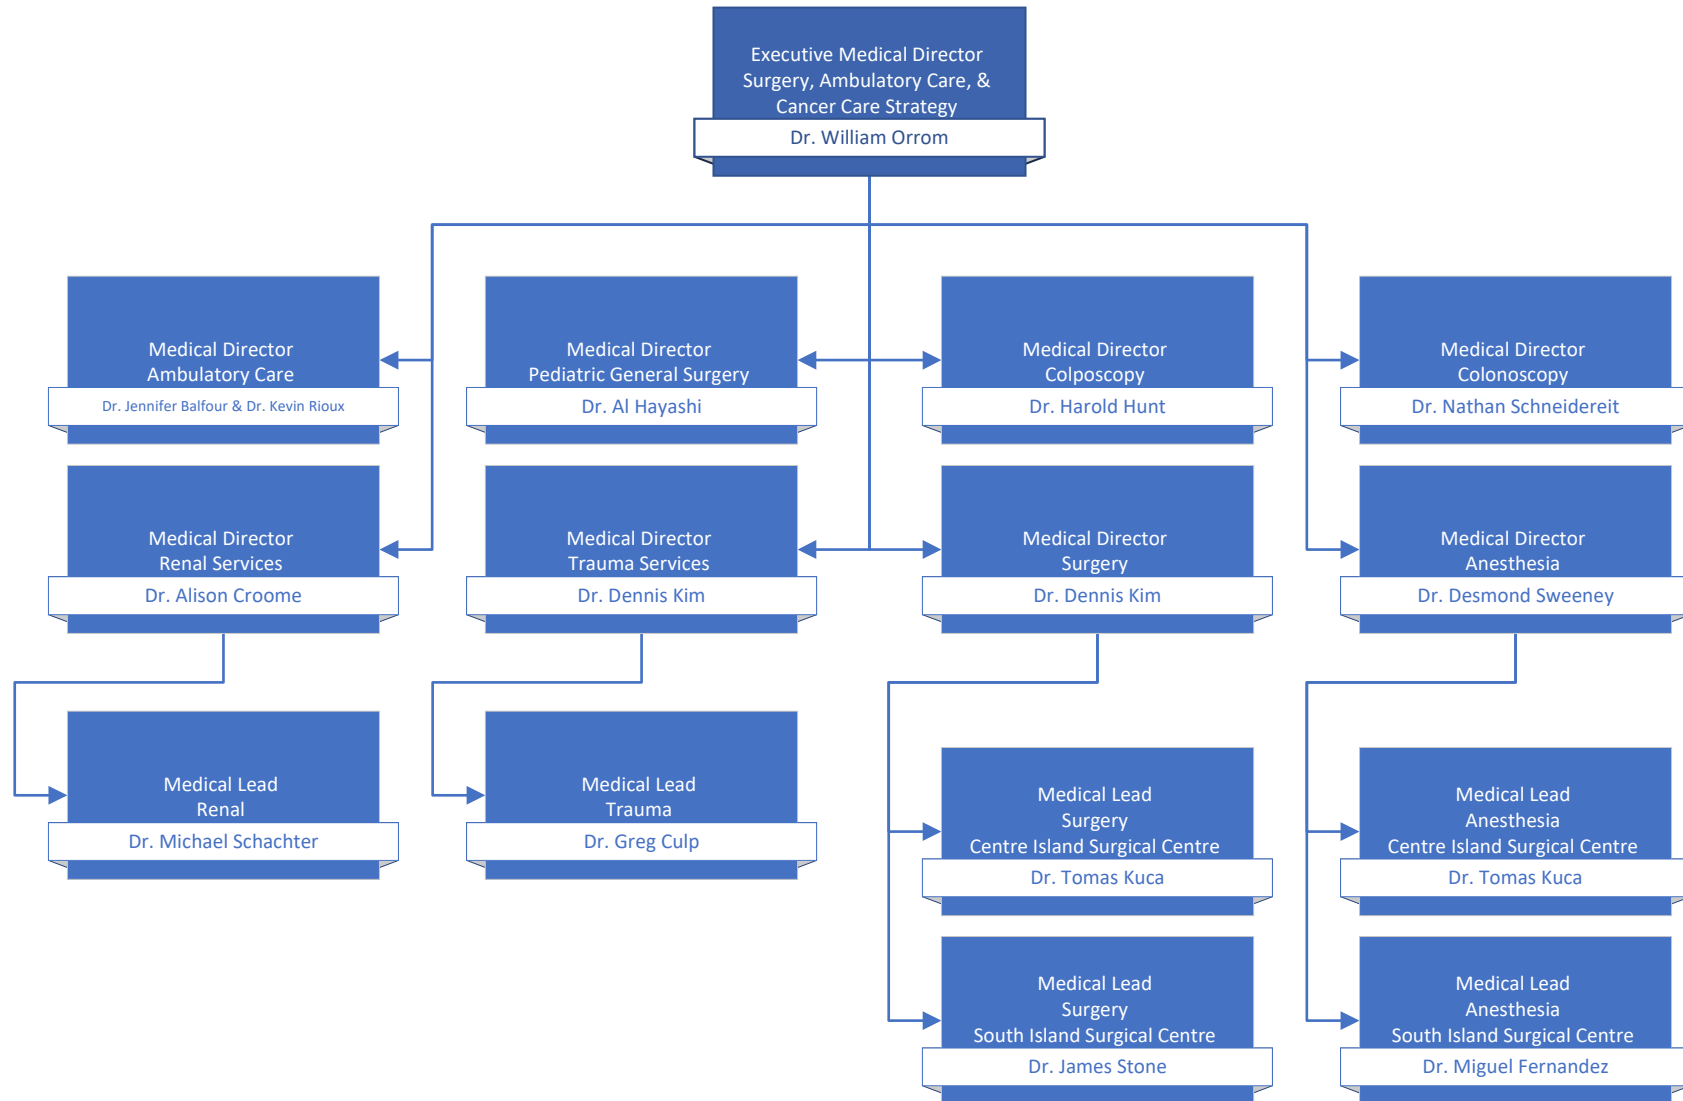 Executive Medical Director
Surgery, Ambulatory Care, &
Cancer Care Strategy
Dr. William Orrom
Medical Director
Ambulatory Care
Dr. Jennifer Balfour & Dr. Kevin Rioux
Medical Director
Pediatric General Surgery
Dr. Al Hayashi
Medical Director
Colposcopy
Dr. Harold Hunt
Medical Director
Colonoscopy
Dr. Nathan Schneidereit
Medical Director
Renal Services
Dr. Alison Croome
Medical Director
Trauma Services
Dr. Dennis Kim
Medical Director
Surgery
Dr. Dennis Kim
Medical Director
Anesthesia
Dr. Desmond Sweeney
Medical Lead
Renal
Dr. Michael Schachter
Medical Lead
Trauma
Dr. Greg Culp
Medical Lead
Surgery
Centre Island Surgical Centre
Dr. Tomas Kuca
Medical Lead
Anesthesia
Centre Island Surgical Centre
Dr. Tomas Kuca
Medical Lead
Surgery
South Island Surgical Centre
Dr. James Stone
Medical Lead
Anesthesia
South Island Surgical Centre
Dr. Miguel Fernandez